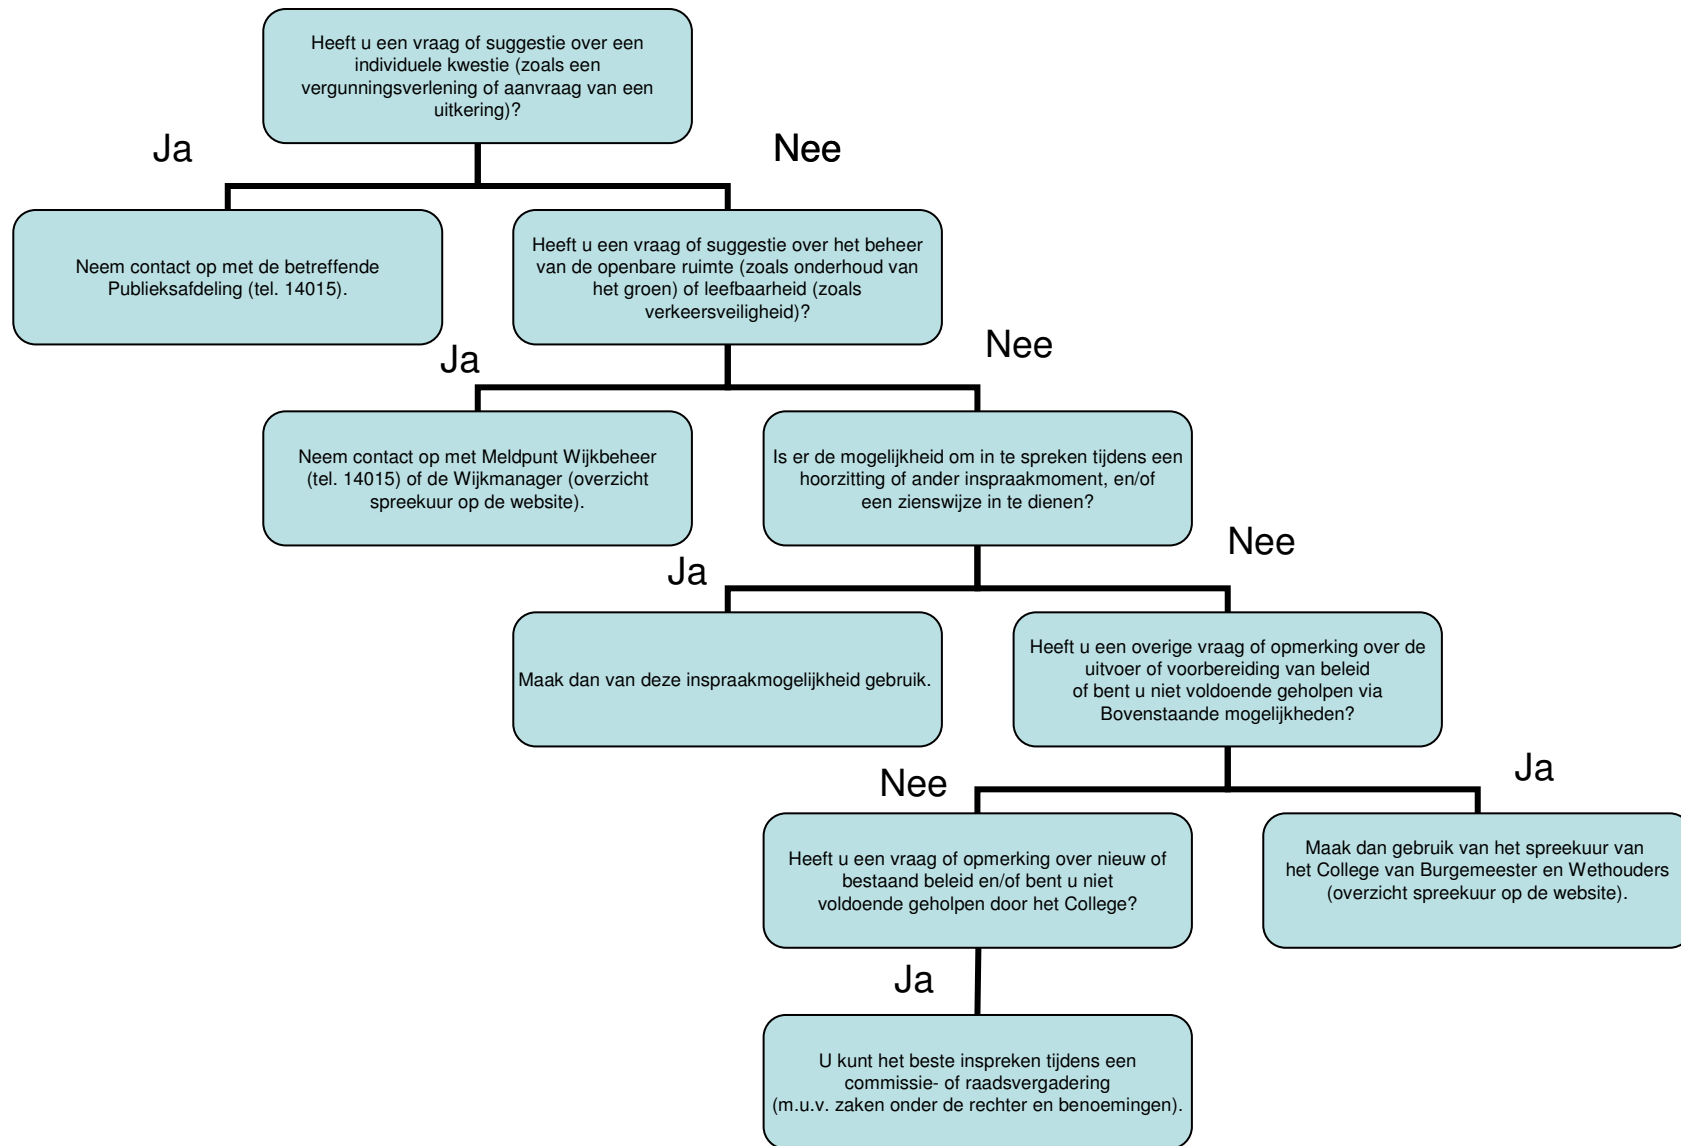 Heeft u een vraag of suggestie over een
individuele kwestie (zoals een
vergunningsverlening of aanvraag van een
uitkering)?
Ja
Nee
Neem contact op met de betreffende
Publieksafdeling (tel. 14015).
Heeft u een vraag of suggestie over het beheer
van de openbare ruimte (zoals onderhoud van
het groen) of leefbaarheid (zoals
verkeersveiligheid)?
Ja
Nee
Neem contact op met Meldpunt Wijkbeheer
(tel. 14015) of de Wijkmanager (overzicht
spreekuur op de website).
Is er de mogelijkheid om in te spreken tijdens een
hoorzitting of ander inspraakmoment, en/of
een zienswijze in te dienen?
Ja
Nee
Maak dan van deze inspraakmogelijkheid gebruik.
Heeft u een overige vraag of opmerking over de
uitvoer of voorbereiding van beleid
of bent u niet voldoende geholpen via
Bovenstaande mogelijkheden?
Nee
Ja
Heeft u een vraag of opmerking over nieuw of
bestaand beleid en/of bent u niet
voldoende geholpen door het College?
Maak dan gebruik van het spreekuur van
het College van Burgemeester en Wethouders
(overzicht spreekuur op de website).
Ja
U kunt het beste inspreken tijdens een
commissie- of raadsvergadering
(m.u.v. zaken onder de rechter en benoemingen).